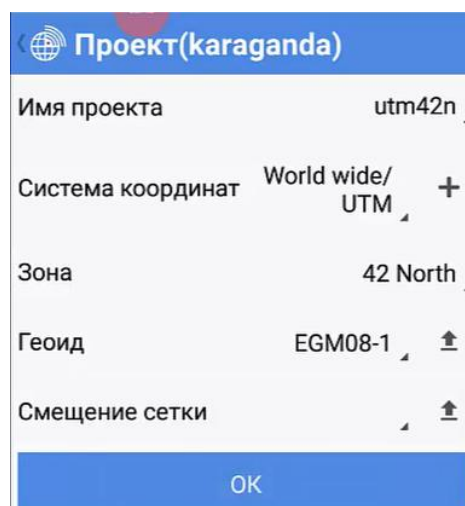 Проект(karaganda)
Имя проекта utm42n
Система координат World wide/
UTM
Зона 42 North
Геоид EGM08-1
Смещение сетки
OK